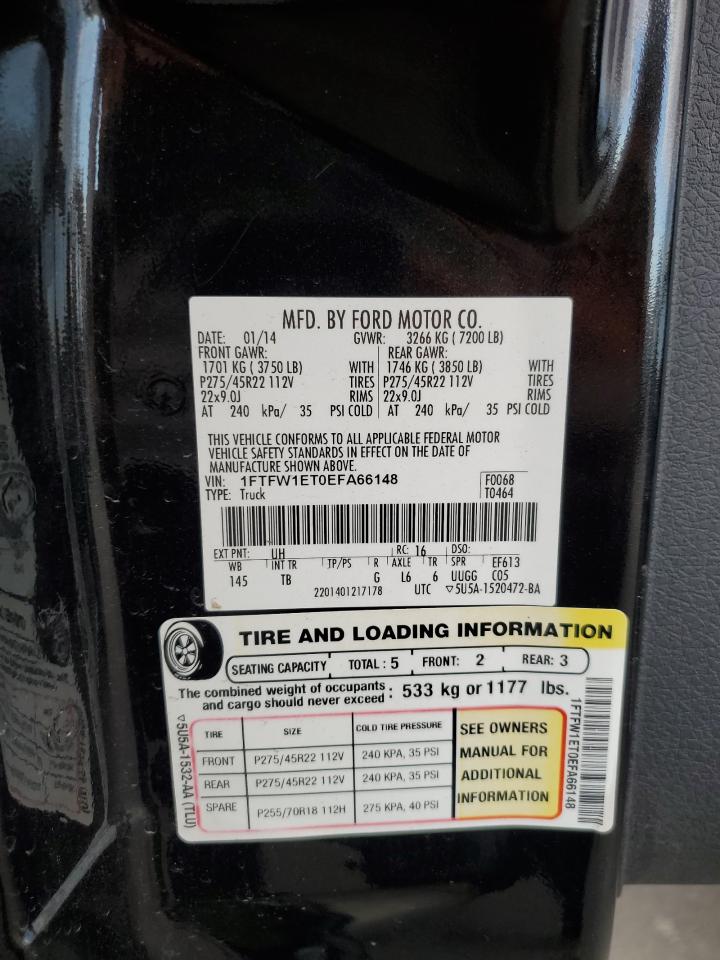 MFD. BY FORD MOTOR CO.
DATE: 01/14 GVWR: 3266 KG ( 7200 LB)
FRONT GAWR: REAR GAWR:
1701 KG ( 3750 LB) WITH 1746 KG ( 3850 LB) WITH
P275/45R22 112V TIRES P275/45R22 112V TIRES
22x9.0J RIMS 22x9.0J RIMS
AT 240 kPa/ 35 PSI COLD AT 240 kPa/ 35 PSI COLD
THIS VEHICLE CONFORMS TO ALL APPLICABLE FEDERAL MOTOR
VEHICLE SAFETY STANDARDS IN EFFECT ON THE DATE OF
MANUFACTURE SHOWN ABOVE.
VIN: 1FTFW1ET0EFA66148 F0068
TYPE: Truck T0464
EXT PNT: UH RC: 16 DSO:
WB INT TR TP/PS R AXLE TR SPR EF613
145 TB G L6 6 UUGG C05
2201401217178 UTC ▽5U5A-1520472-BA
TIRE AND LOADING INFORMATION
SEATING CAPACITY TOTAL : 5 FRONT: 2 REAR: 3
The combined weight of occupants and cargo should never exceed : 533 kg or 1177 lbs.
TIRE SIZE COLD TIRE PRESSURE
FRONT P275/45R22 112V 240 KPA, 35 PSI
REAR P275/45R22 112V 240 KPA, 35 PSI
SPARE P255/70R18 112H 275 KPA, 40 PSI
SEE OWNERS
MANUAL FOR
ADDITIONAL
INFORMATION
▽5U5A-1532-AA (TLU)
1FTFW1ET0EFA66148